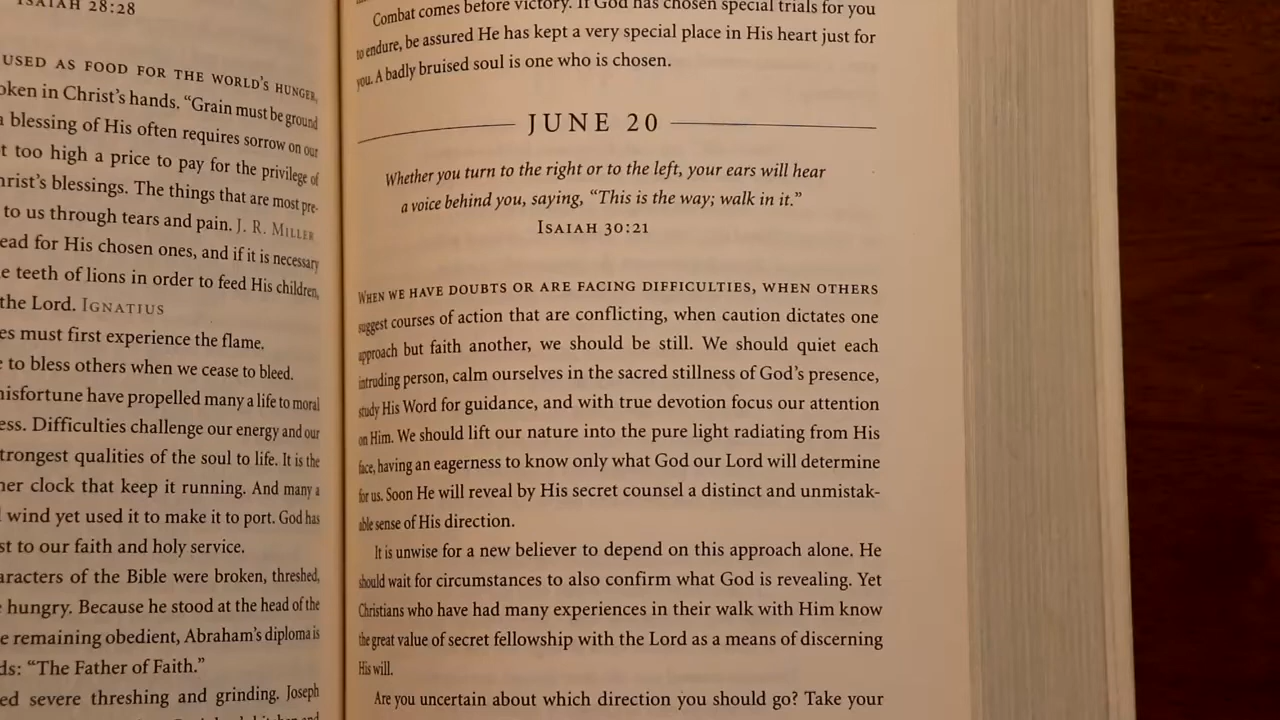 ISAIAH 28:28
USED AS FOOD FOR THE WORLD'S HUNGER,
in Christ's hands. “Grain must be ground
blessing of His often requires sorrow on our
too high a price to pay for the privilege of
blessings. The things that are most pre-
to us through tears and pain. J. R. MILLER
for His chosen ones, and if it is necessary
teeth of lions in order to feed His children,
the Lord. IGNATIUS
must first experience the flame.
to bless others when we cease to bleed.
have propelled many a life to moral
Difficulties challenge our energy and our
qualities of the soul to life. It is the
clock that keep it running. And many a
wind yet used it to make it to port. God has
to our faith and holy service.
of the Bible were broken, threshed,
hungry. Because he stood at the head of the
remaining obedient, Abraham's diploma is
“The Father of Faith.”
severe threshing and grinding. Joseph
Combat comes before victory. If God has chosen special trials for you
to endure, be assured He has kept a very special place in His heart just for
you. A badly bruised soul is one who is chosen.
JUNE 20
Whether you turn to the right or to the left, your ears will hear
a voice behind you, saying, “This is the way; walk in it.”
ISAIAH 30:21
WHEN WE HAVE DOUBTS OR ARE FACING DIFFICULTIES, WHEN OTHERS
suggest courses of action that are conflicting, when caution dictates one
approach but faith another, we should be still. We should quiet each
intruding person, calm ourselves in the sacred stillness of God's presence,
study His Word for guidance, and with true devotion focus our attention
on Him. We should lift our nature into the pure light radiating from His
face, having an eagerness to know only what God our Lord will determine
for us. Soon He will reveal by His secret counsel a distinct and unmistak-
able sense of His direction.
It is unwise for a new believer to depend on this approach alone. He
should wait for circumstances to also confirm what God is revealing. Yet
Christians who have had many experiences in their walk with Him know
the great value of secret fellowship with the Lord as a means of discerning
His will.
Are you uncertain about which direction you should go? Take your